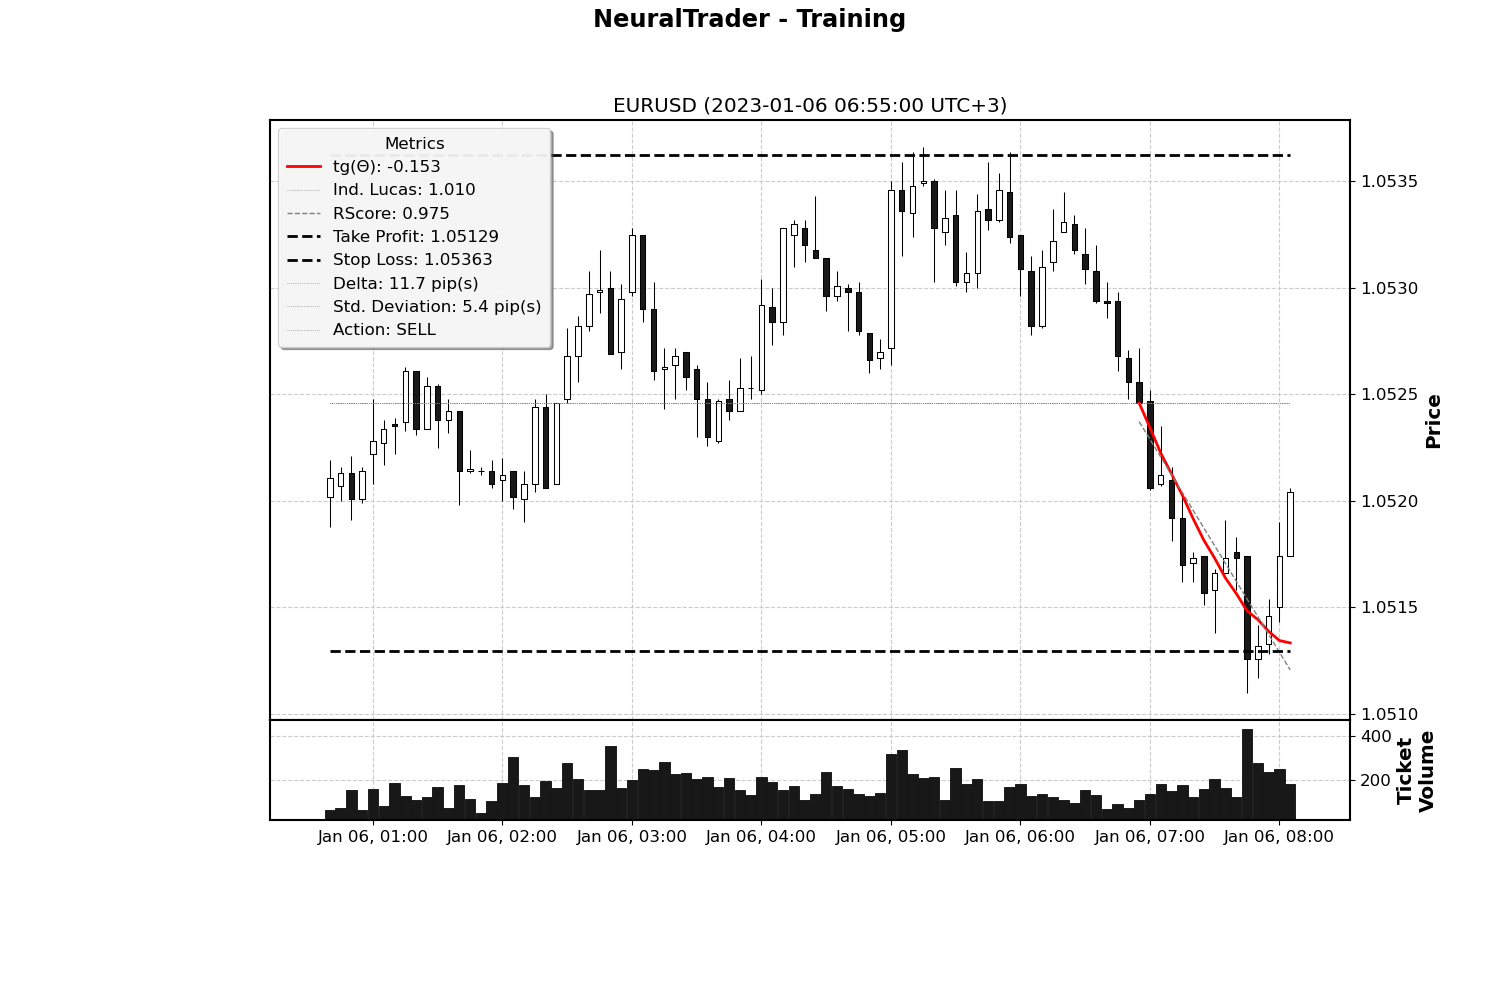 NeuralTrader - Training
EURUSD (2023-01-06 06:55:00 UTC+3)
Metrics
tg(Θ): -0.153
Ind. Lucas: 1.010
RScore: 0.975
Take Profit: 1.05129
Stop Loss: 1.05363
Delta: 11.7 pip(s)
Std. Deviation: 5.4 pip(s)
Action: SELL
1.0535
1.0530
1.0525
1.0520
1.0515
1.0510
Price
400
200
Ticket
Volume
Jan 06, 01:00
Jan 06, 02:00
Jan 06, 03:00
Jan 06, 04:00
Jan 06, 05:00
Jan 06, 06:00
Jan 06, 07:00
Jan 06, 08:00